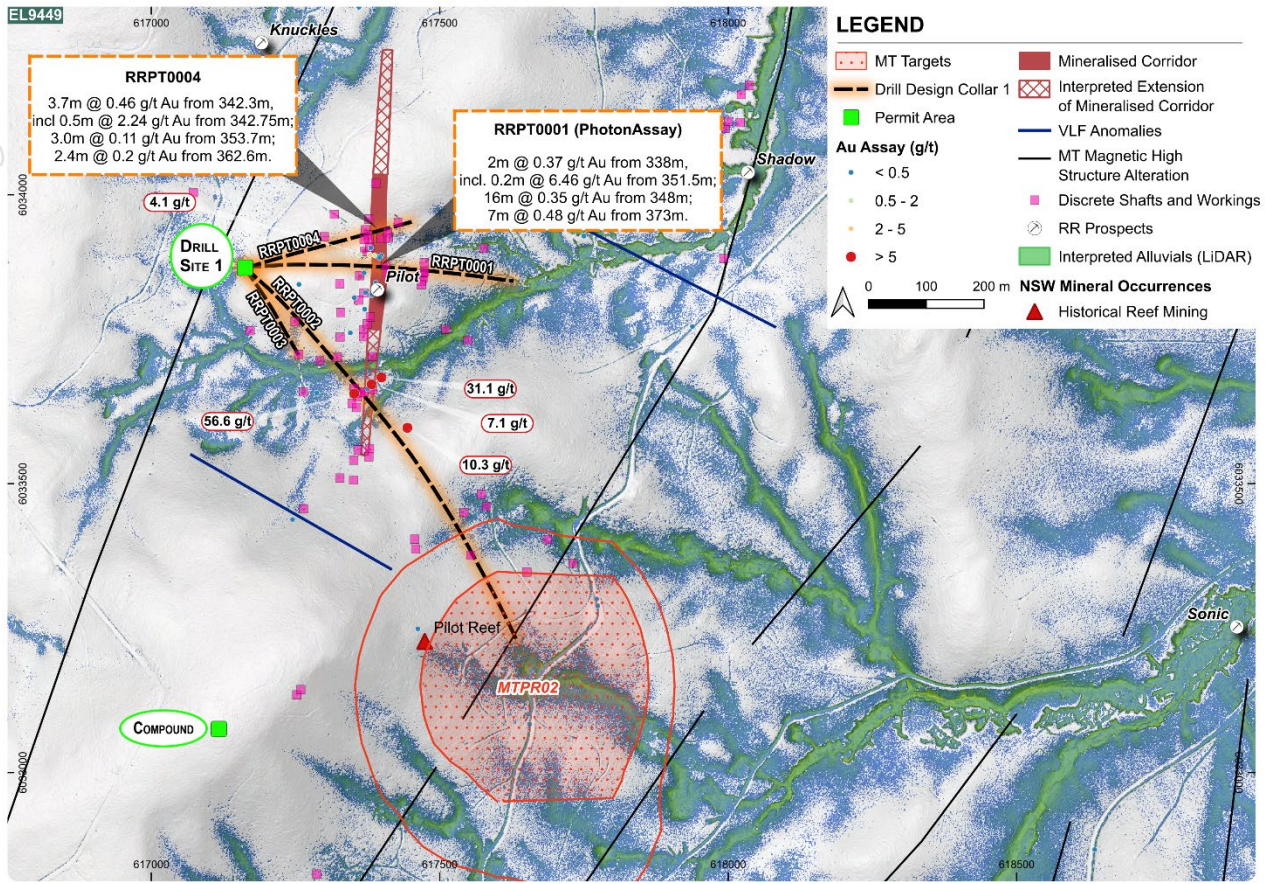 EL9449
617000
617500
618000
Knuckles
RRPT0004
3.7m @ 0.46 g/t Au from 342.3m,
incl 0.5m @ 2.24 g/t Au from 342.75m;
3.0m @ 0.11 g/t Au from 353.7m;
2.4m @ 0.2 g/t Au from 362.6m.
RRPT0001 (PhotonAssay)
2m @ 0.37 g/t Au from 338m,
incl. 0.2m @ 6.46 g/t Au from 351.5m;
16m @ 0.35 g/t Au from 348m;
7m @ 0.48 g/t Au from 373m.
Shadow
6034000
4.1 g/t
DRILL
SITE 1
RRPT0004
RRPT0001
RRPT0002
RRPT0003
Pilot
31.1 g/t
7.1 g/t
56.6 g/t
10.3 g/t
6033500
6033500
Pilot Reef
MTPR02
Sonic
COMPOUND
6033000
6033000
617000
617500
618000
618500
LEGEND
MT Targets
Drill Design Collar 1
Permit Area
Au Assay (g/t)
< 0.5
0.5 - 2
2 - 5
> 5
0 100 200 m
Mineralised Corridor
Interpreted Extension
of Mineralised Corridor
VLF Anomalies
MT Magnetic High
Structure Alteration
Discrete Shafts and Workings
RR Prospects
Interpreted Alluvials (LiDAR)
NSW Mineral Occurrences
Historical Reef Mining